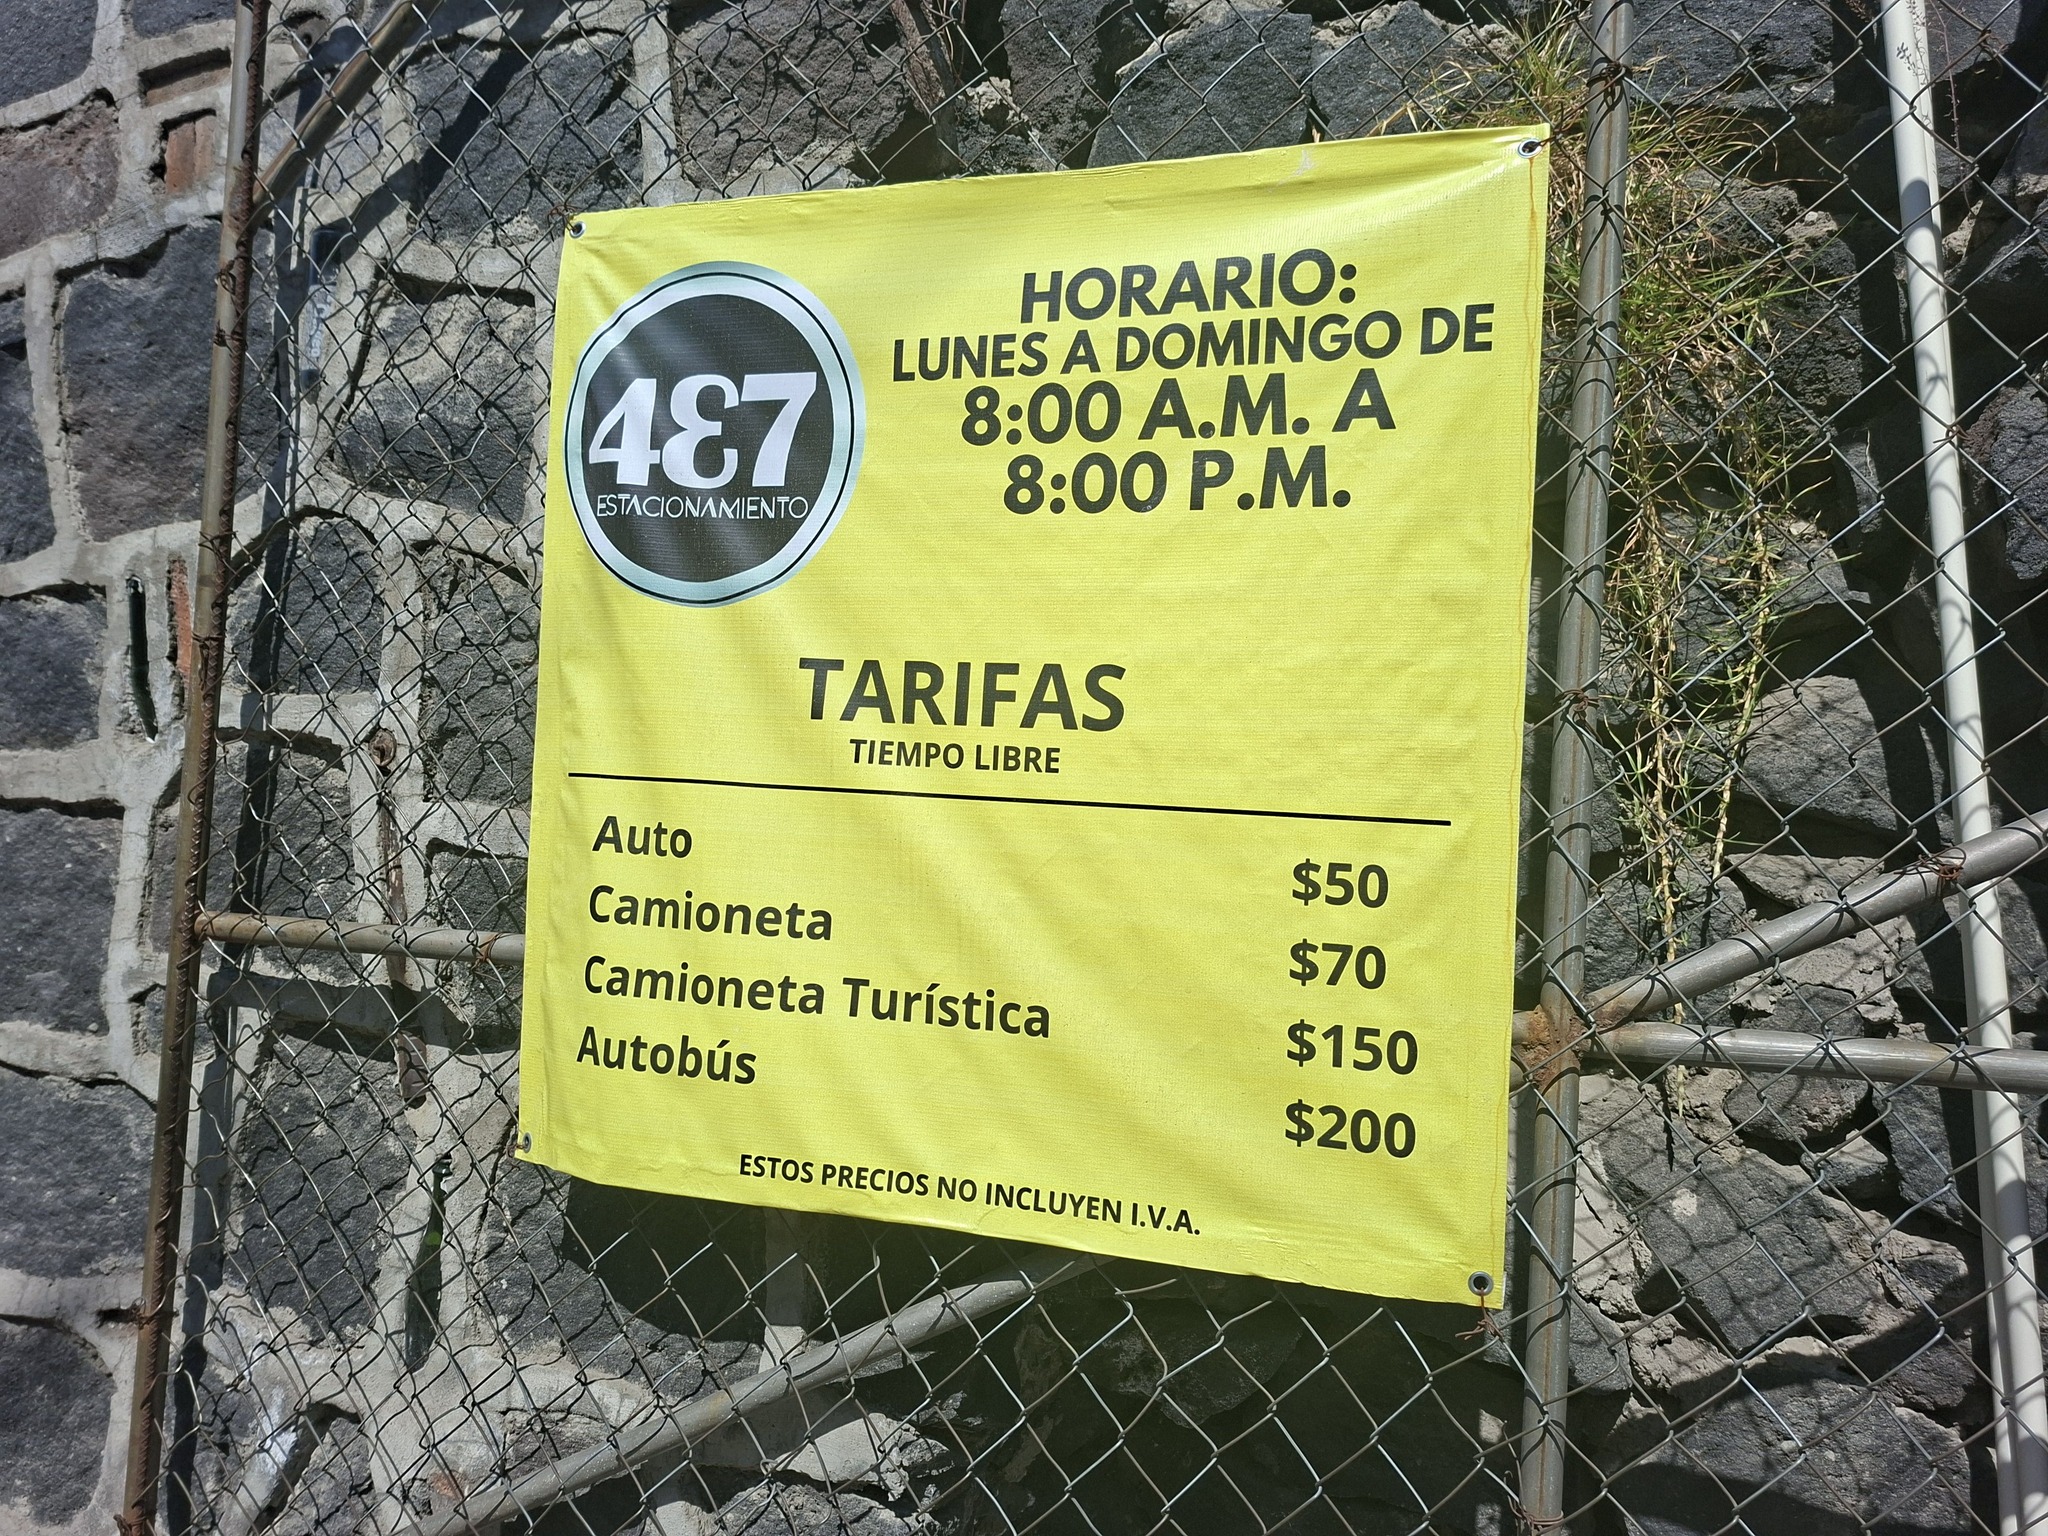 487
ESTACIONAMIENTO
HORARIO:
LUNES A DOMINGO DE
8:00 A.M. A
8:00 P.M.
TARIFAS
TIEMPO LIBRE
Auto $50
Camioneta $70
Camioneta Turística $150
Autobús $200
ESTOS PRECIOS NO INCLUYEN I.V.A.